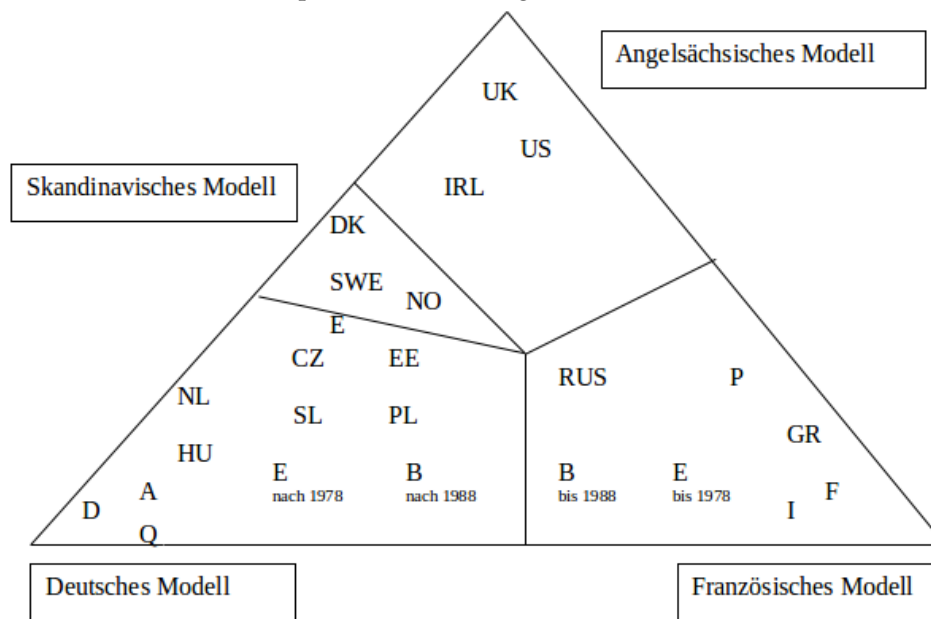 Angelsächsisches Modell
UK
US
Skandinavisches Modell
IRL
DK
SWE
NO
E
CZ
EE
RUS
P
NL
SL
PL
GR
HU
E
nach 1978
B
nach 1988
B
bis 1988
E
bis 1978
F
I
A
D
Q
Deutsches Modell
Französisches Modell